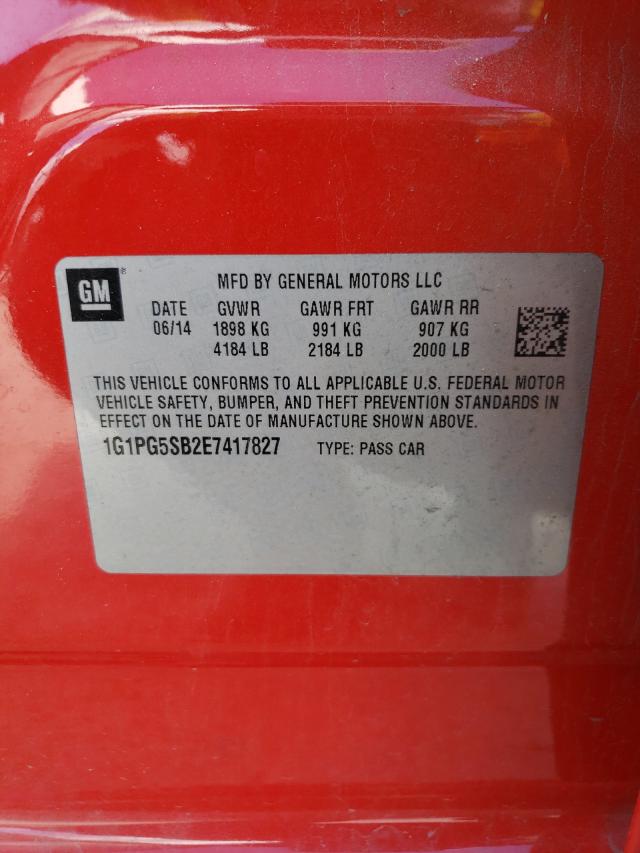 GM
MFD BY GENERAL MOTORS LLC
DATE GVWR GAWR FRT GAWR RR
06/14 1898 KG 991 KG 907 KG
4184 LB 2184 LB 2000 LB
THIS VEHICLE CONFORMS TO ALL APPLICABLE U.S. FEDERAL MOTOR
VEHICLE SAFETY, BUMPER, AND THEFT PREVENTION STANDARDS IN
EFFECT ON THE DATE OF MANUFACTURE SHOWN ABOVE.
1G1PG5SB2E7417827 TYPE: PASS CAR